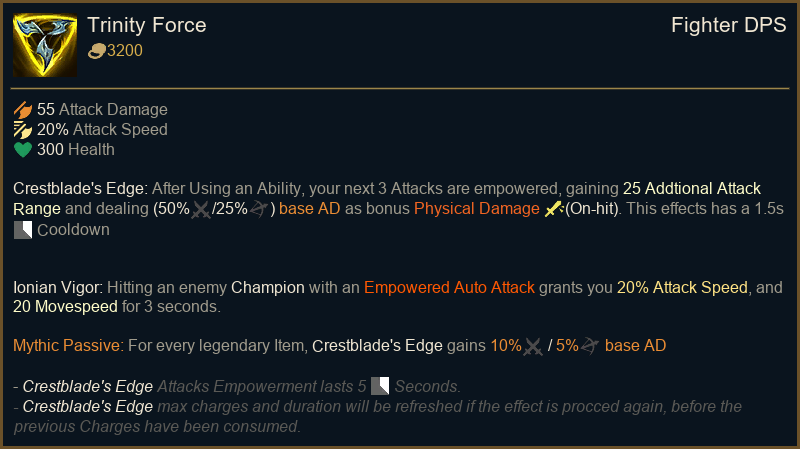 Trinity Force
Fighter DPS
3200
55 Attack Damage
20% Attack Speed
300 Health
Crestblade's Edge: After Using an Ability, your next 3 Attacks are empowered, gaining 25 Addtional Attack
Range and dealing (50%/25%) base AD as bonus Physical Damage (On-hit). This effects has a 1.5s
Cooldown
Ionian Vigor: Hitting an enemy Champion with an Empowered Auto Attack grants you 20% Attack Speed, and
20 Movespeed for 3 seconds.
Mythic Passive: For every legendary Item, Crestblade's Edge gains 10% / 5% base AD
- Crestblade's Edge Attacks Empowerment lasts 5 Seconds.
- Crestblade's Edge max charges and duration will be refreshed if the effect is procced again, before the
previous Charges have been consumed.